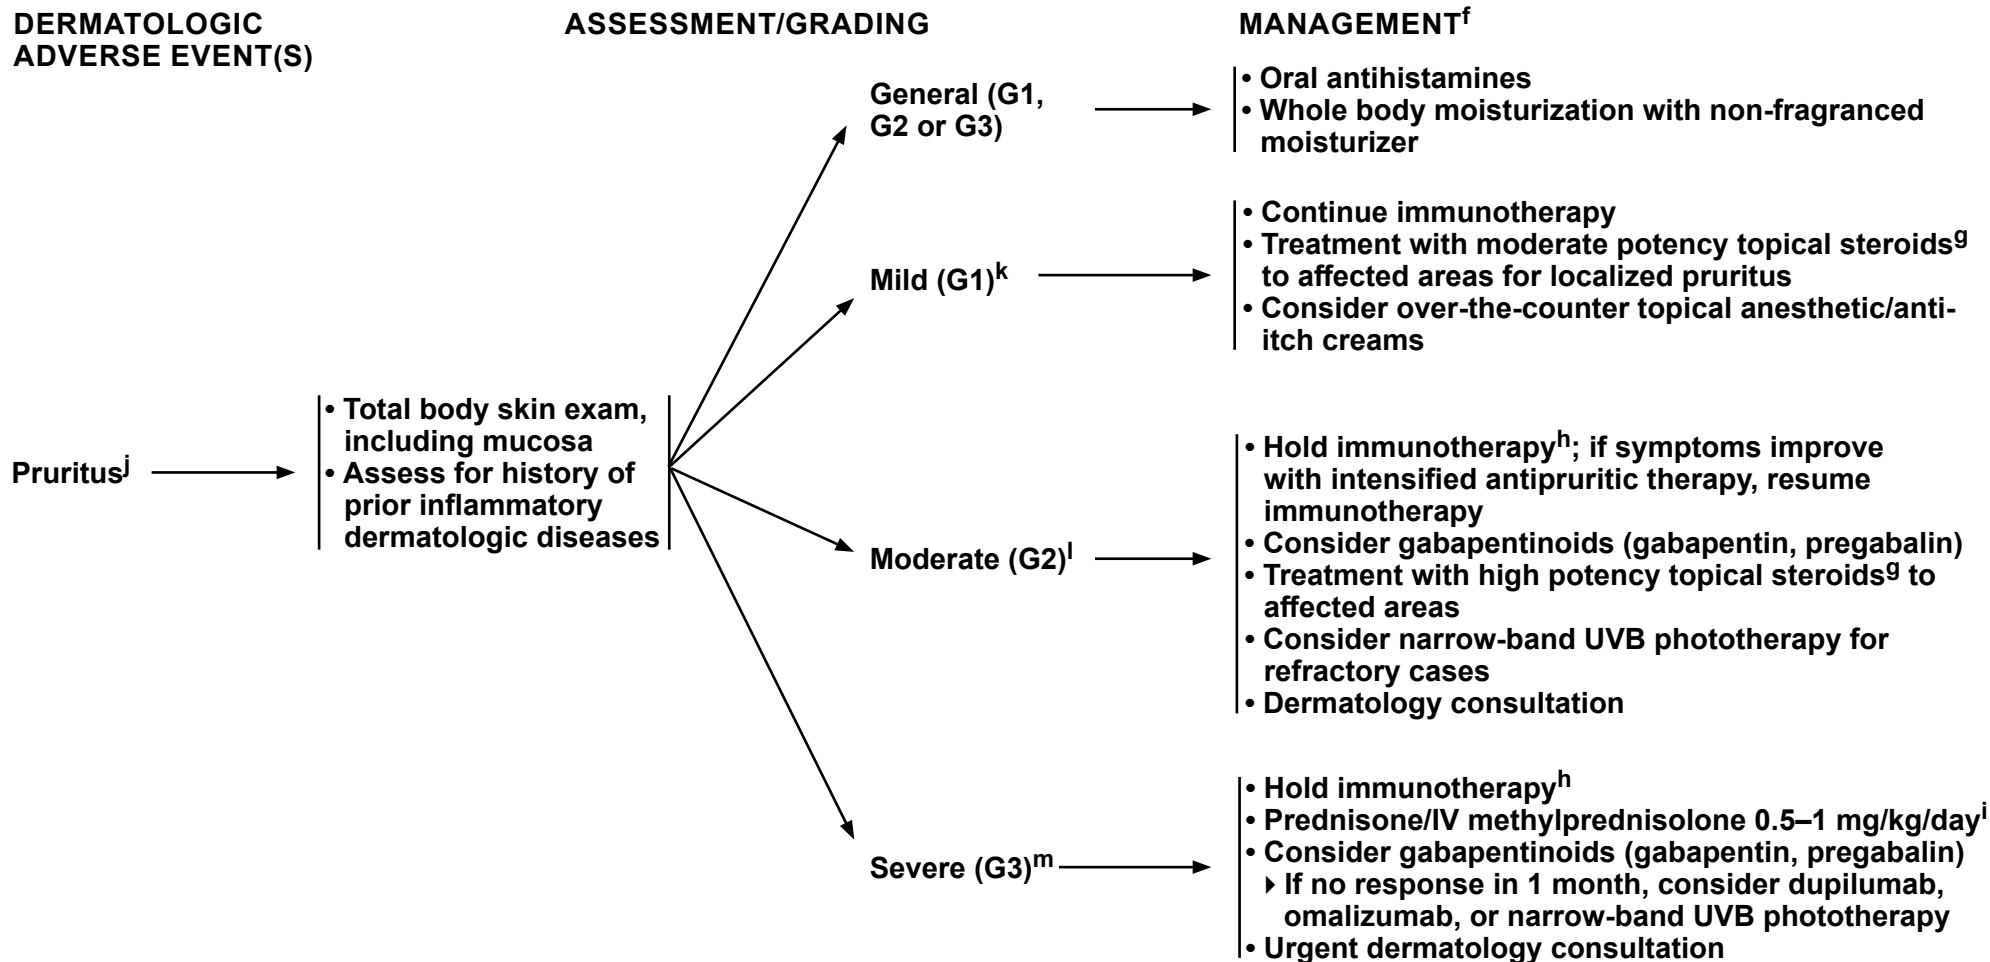 DERMATOLOGIC
ADVERSE EVENT(S)
ASSESSMENT/GRADING
MANAGEMENTf
Pruritusj
• Total body skin exam,
including mucosa
• Assess for history of
prior inflammatory
dermatologic diseases
General (G1,
G2 or G3)
• Oral antihistamines
• Whole body moisturization with non-fragranced
moisturizer
Mild (G1)k
• Continue immunotherapy
• Treatment with moderate potency topical steroidsg
to affected areas for localized pruritus
• Consider over-the-counter topical anesthetic/anti-
itch creams
Moderate (G2)l
• Hold immunotherapyh; if symptoms improve
with intensified antipruritic therapy, resume
immunotherapy
• Consider gabapentinoids (gabapentin, pregabalin)
• Treatment with high potency topical steroidsg to
affected areas
• Consider narrow-band UVB phototherapy for
refractory cases
• Dermatology consultation
Severe (G3)m
• Hold immunotherapyh
• Prednisone/IV methylprednisolone 0.5–1 mg/kg/dayi
• Consider gabapentinoids (gabapentin, pregabalin)
‣ If no response in 1 month, consider dupilumab,
omalizumab, or narrow-band UVB phototherapy
• Urgent dermatology consultation